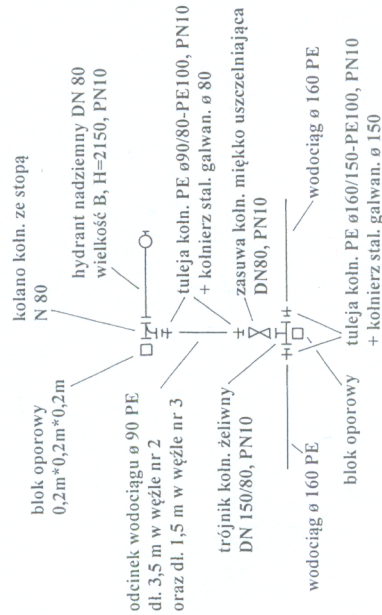 blok oporowy
0,2m*0,2m*0,2m
kolano kołn. ze stopą
N 80
hydrant nadziemny DN 80
wielkość B, H=2150, PN10
odcinek wodociągu ø 90 PE
dł. 3,5 m w węźle nr 2
oraz dł. 1,5 m w węźle nr 3
tuleja kołn. PE ø90/80-PE100, PN10
+ kołnierz stal. galwan. ø 80
trójnik kołn. żeliwny
DN 150/80, PN10
zasuwa kołn. miękko uszczelniająca
DN80, PN10
wodociąg ø 160 PE
wodociąg ø 160 PE
blok oporowy
tuleja kołn. PE ø160/150-PE100, PN10
+ kołnierz stal. galwan. ø 150